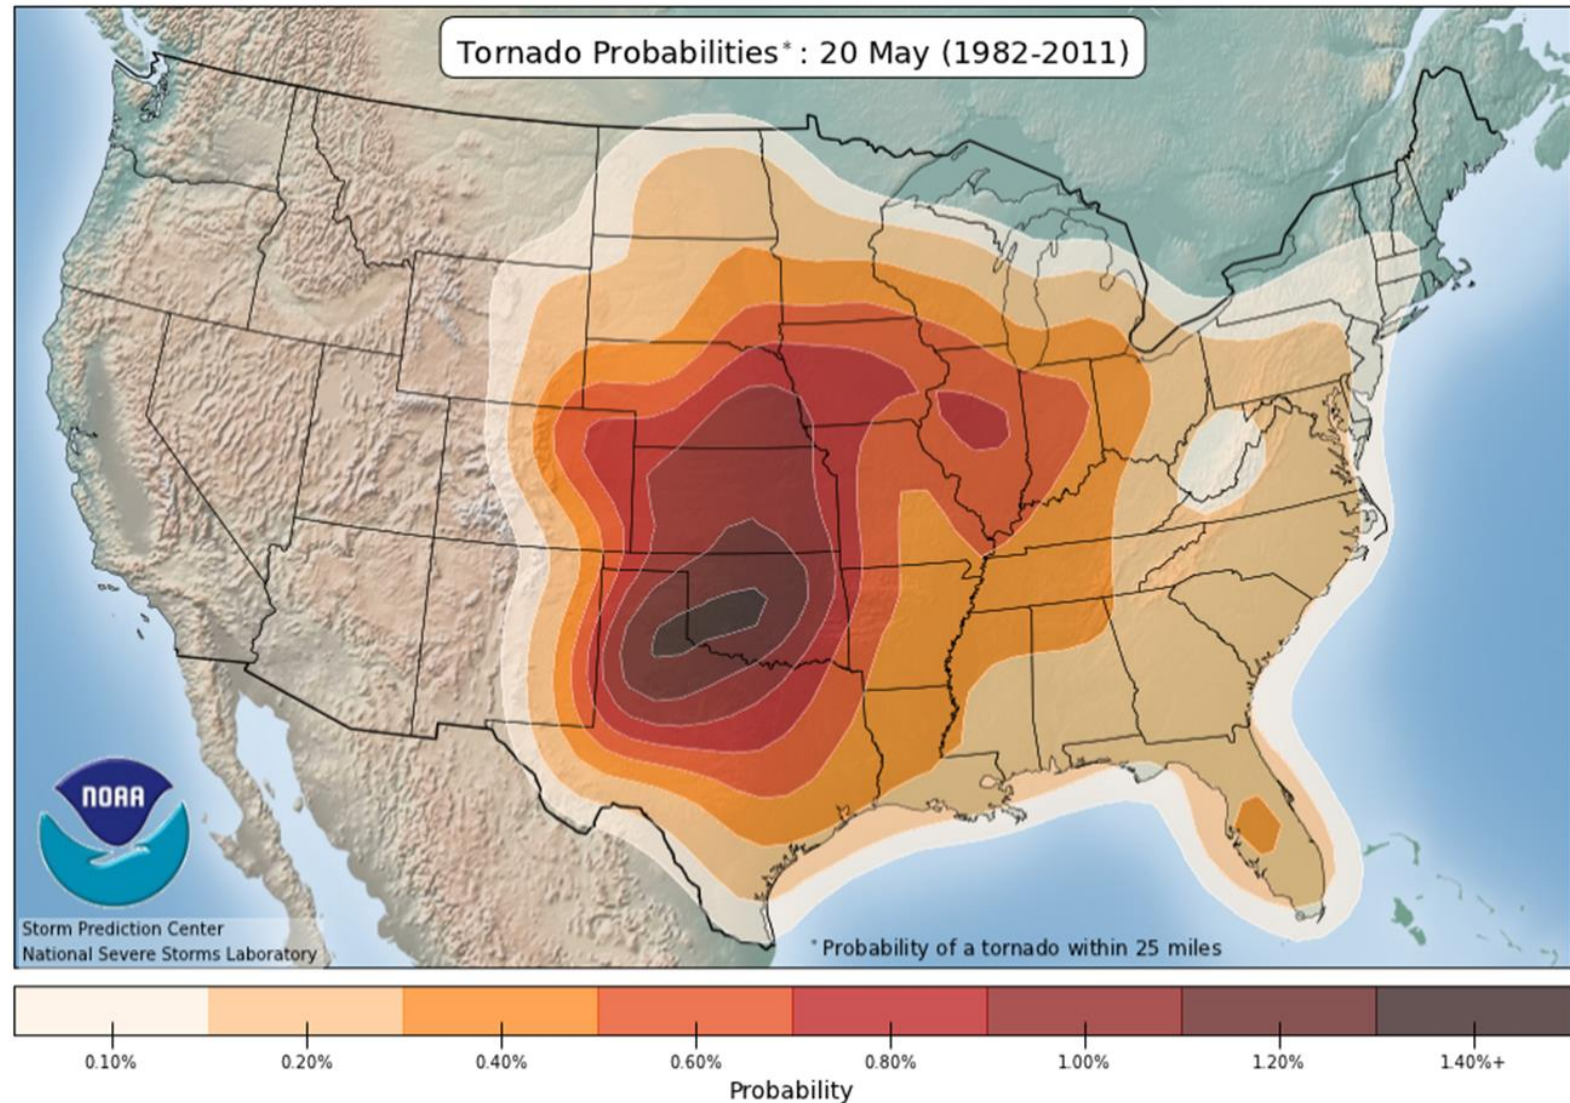 Tornado Probabilities*: 20 May (1982-2011)
NOAA
Storm Prediction Center
National Severe Storms Laboratory
*Probability of a tornado within 25 miles
0.10% 0.20% 0.40% 0.60% 0.80% 1.00% 1.20% 1.40%+
Probability